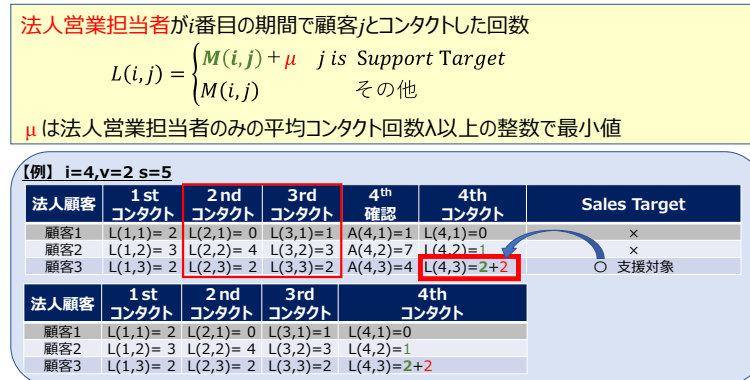 法人営業担当者がi番目の期間で顧客jとコンタクトした回数
L(i,j) = { M(i,j) + μ j is Support Target
M(i,j) その他
μ は法人営業担当者のみの平均コンタクト回数λ以上の整数で最小値
【例】 i=4,v=2 s=5
法人顧客 1st コンタクト 2nd コンタクト 3rd コンタクト 4th 確認 4th コンタクト Sales Target
顧客1 L(1,1)= 2 L(2,1)= 0 L(3,1)=1 A(4,1)=1 L(4,1)=0 ×
顧客2 L(1,2)= 3 L(2,2)= 4 L(3,2)=3 A(4,2)=7 L(4,2)=1 ×
顧客3 L(1,3)= 2 L(2,3)= 2 L(3,3)=2 A(4,3)=4 L(4,3)=2+2 〇 支援対象
法人顧客 1st コンタクト 2nd コンタクト 3rd コンタクト 4th コンタクト
顧客1 L(1,1)= 2 L(2,1)= 0 L(3,1)=1 L(4,1)=0
顧客2 L(1,2)= 3 L(2,2)= 4 L(3,2)=3 L(4,2)=1
顧客3 L(1,3)= 2 L(2,3)= 2 L(3,3)=2 L(4,3)=2+2